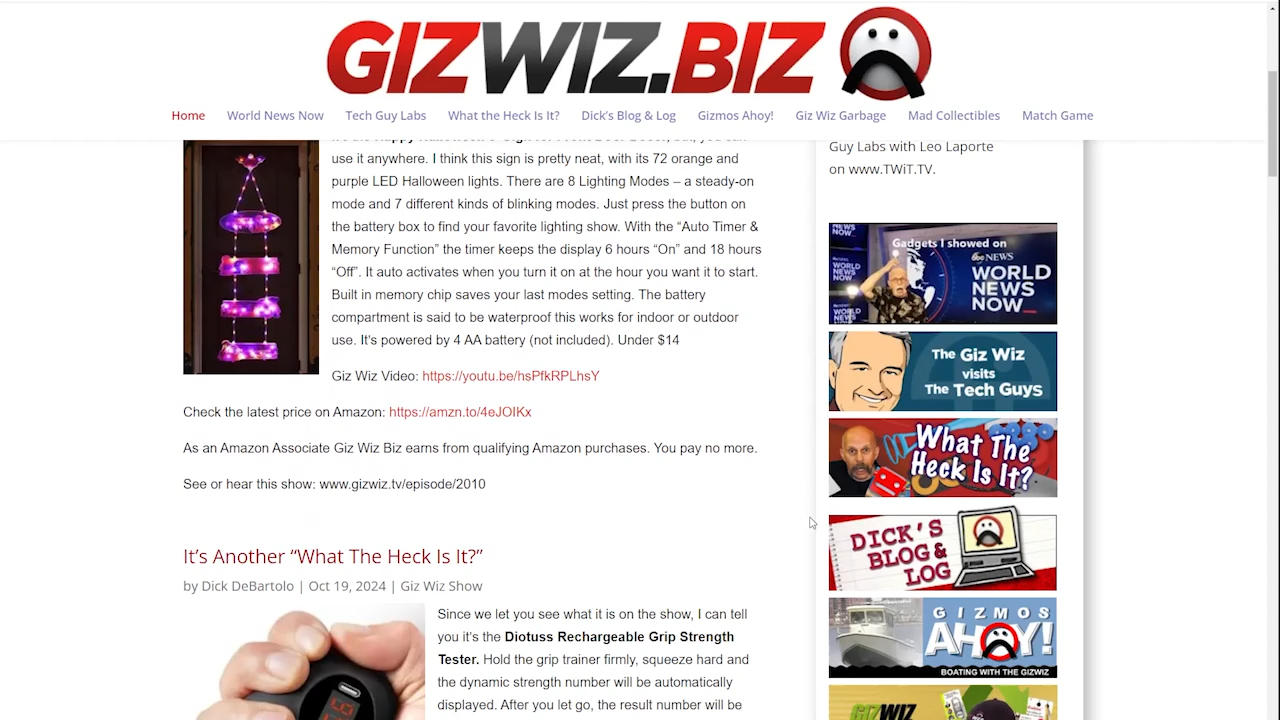 GIZWIZ.BIZ
Home World News Now Tech Guy Labs What the Heck Is It? Dick's Blog & Log Gizmos Ahoy! Giz Wiz Garbage Mad Collectibles Match Game
use it anywhere. I think this sign is pretty neat, with its 72 orange and
purple LED Halloween lights. There are 8 Lighting Modes – a steady-on
mode and 7 different kinds of blinking modes. Just press the button on
the battery box to find your favorite lighting show. With the “Auto Timer &
Memory Function” the timer keeps the display 6 hours “On” and 18 hours
“Off”. It auto activates when you turn it on at the hour you want it to start.
Built in memory chip saves your last modes setting. The battery
compartment is said to be waterproof this works for indoor or outdoor
use. It's powered by 4 AA battery (not included). Under $14
Giz Wiz Video: https://youtu.be/hsPfkRPLhsY
Check the latest price on Amazon: https://amzn.to/4eJOIKx
As an Amazon Associate Giz Wiz Biz earns from qualifying Amazon purchases. You pay no more.
See or hear this show: www.gizwiz.tv/episode/2010
It's Another “What The Heck Is It?”
by Dick DeBartolo | Oct 19, 2024 | Giz Wiz Show
Since we let you see what it is on the show, I can tell
you it's the Diotuss Rechargeable Grip Strength
Tester. Hold the grip trainer firmly, squeeze hard and
the dynamic strength number will be automatically
displayed. After you let go, the result number will be
Guy Labs with Leo Laporte
on www.TWiT.TV.
Gadgets I showed on
abc NEWS
WORLD
NEWS
NOW
The Giz Wiz
visits
The Tech Guys
What The
Heck Is It?
DICK'S
BLOG &
LOG
GIZMOS
AHOY!
BOATING WITH THE GIZWIZ
GIZWIZ